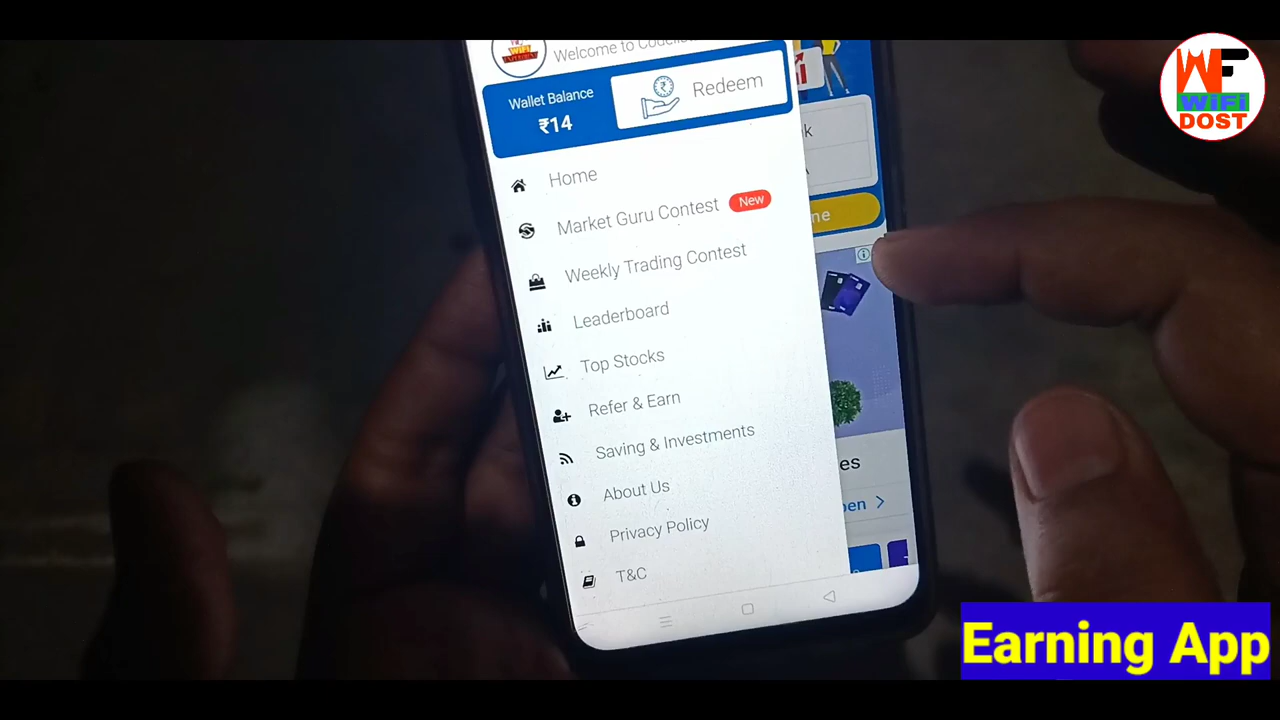 WF
WiFi
DOST
Welcome to
Wallet Balance
₹14
Redeem
Home
Market Guru Contest New
Weekly Trading Contest
Leaderboard
Top Stocks
Refer & Earn
Saving & Investments
About Us
Privacy Policy
T&C
Earning App